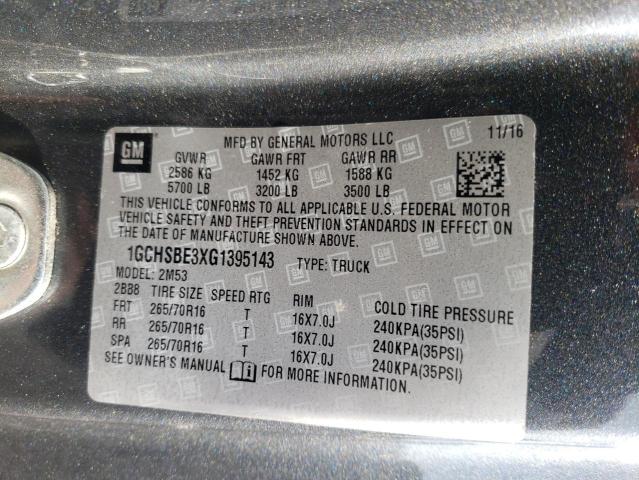 GM
MFD BY GENERAL MOTORS LLC 11/16
GVWR GAWR FRT GAWR RR
2586 KG 1452 KG 1588 KG
5700 LB 3200 LB 3500 LB
THIS VEHICLE CONFORMS TO ALL APPLICABLE U.S. FEDERAL MOTOR
VEHICLE SAFETY AND THEFT PREVENTION STANDARDS IN EFFECT ON
THE DATE OF MANUFACTURE SHOWN ABOVE.
1GCHSBE3XG1395143 TYPE: TRUCK
MODEL: 2M53
2BB8 TIRE SIZE SPEED RTG RIM COLD TIRE PRESSURE
FRT 265/70R16 T 16X7.0J 240KPA(35PSI)
RR 265/70R16 T 16X7.0J 240KPA(35PSI)
SPA 265/70R16 T 16X7.0J 240KPA(35PSI)
SEE OWNER'S MANUAL FOR MORE INFORMATION.